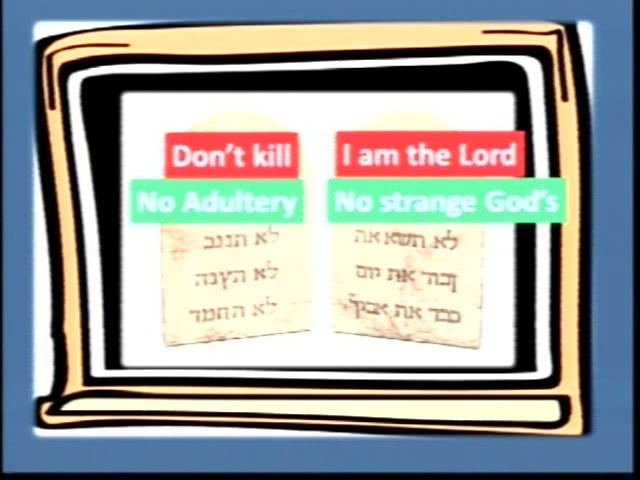 I am the Lord
No strange God's
לא תשא את
זכור את יום
כבד את אביך
Don't kill
No Adultery
לא תגנב
לא תענה
לא תחמד